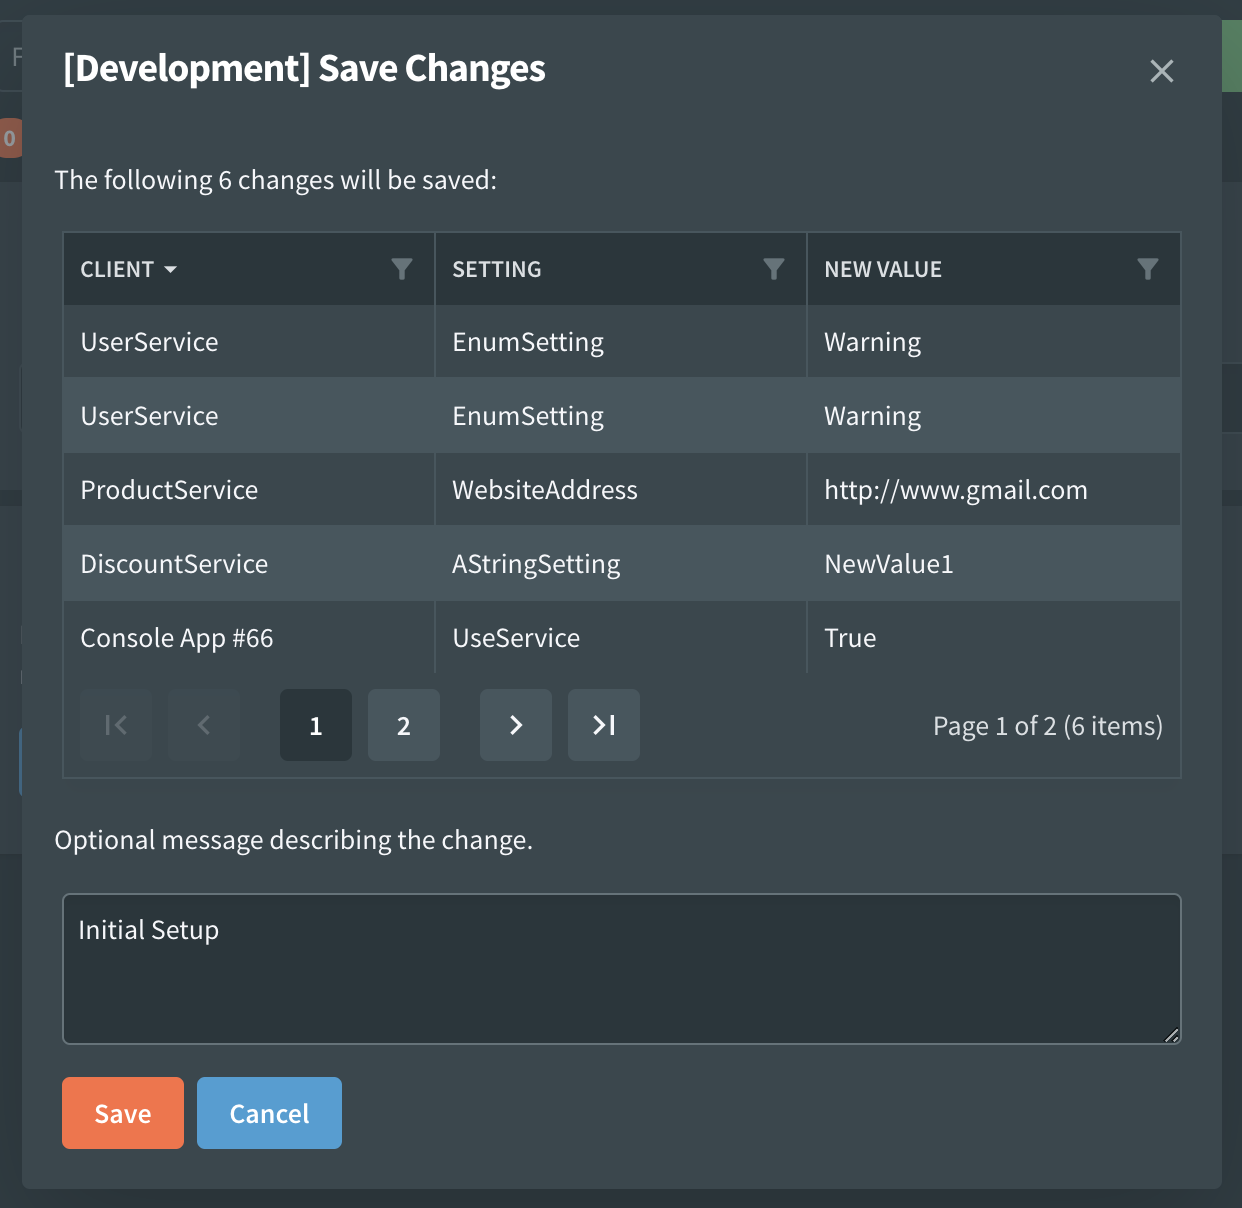 [Development] Save Changes
F
0
The following 6 changes will be saved:
CLIENT SETTING NEW VALUE
UserService EnumSetting Warning
UserService EnumSetting Warning
ProductService WebsiteAddress http://www.gmail.com
DiscountService AStringSetting NewValue1
Console App #66 UseService True
1 2 Page 1 of 2 (6 items)
Optional message describing the change.
Initial Setup
Save Cancel